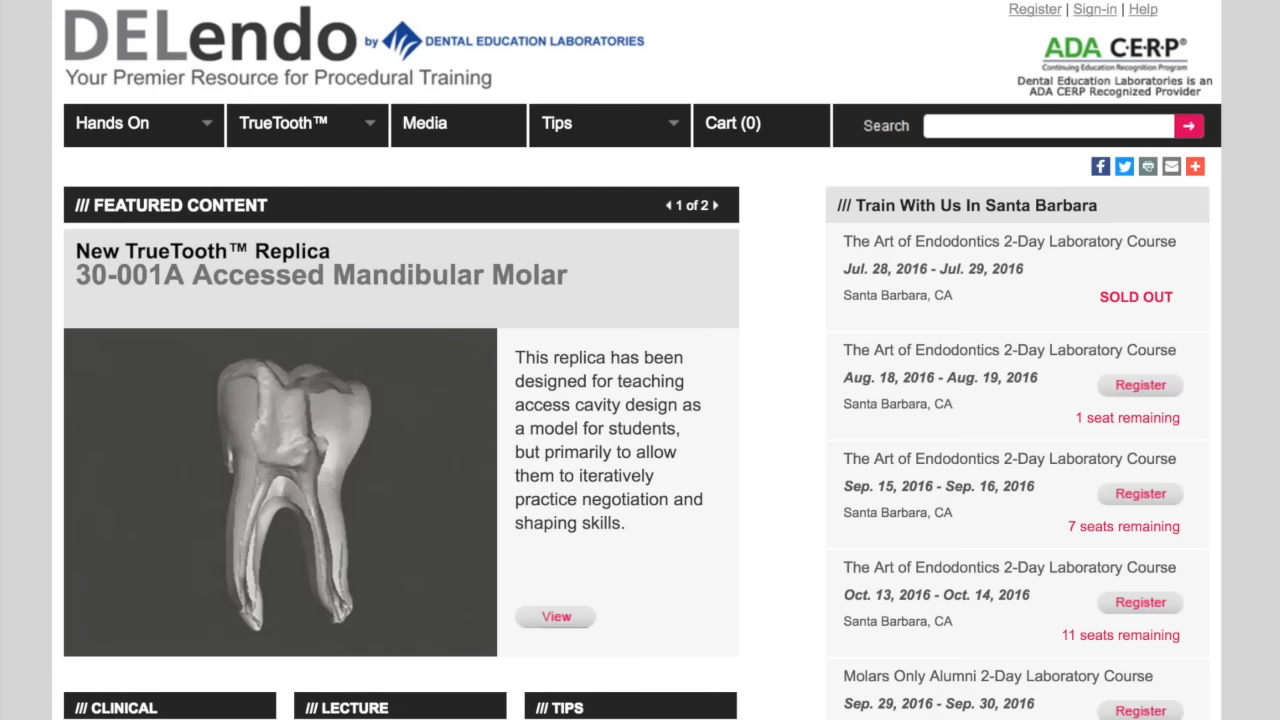 Register | Sign-in | Help
DELendo by DENTAL EDUCATION LABORATORIES
Your Premier Resource for Procedural Training
ADA C·E·R·P®
Continuing Education Recognition Program
Dental Education Laboratories is an
ADA CERP Recognized Provider
Hands On
TrueTooth™
Media
Tips
Cart (0)
Search
/// FEATURED CONTENT
1 of 2
New TrueTooth™ Replica
30-001A Accessed Mandibular Molar
This replica has been
designed for teaching
access cavity design as
a model for students,
but primarily to allow
them to iteratively
practice negotiation and
shaping skills.
View
/// CLINICAL
/// LECTURE
/// TIPS
/// Train With Us In Santa Barbara
The Art of Endodontics 2-Day Laboratory Course
Jul. 28, 2016 - Jul. 29, 2016
Santa Barbara, CA
SOLD OUT
The Art of Endodontics 2-Day Laboratory Course
Aug. 18, 2016 - Aug. 19, 2016
Register
Santa Barbara, CA
1 seat remaining
The Art of Endodontics 2-Day Laboratory Course
Sep. 15, 2016 - Sep. 16, 2016
Register
Santa Barbara, CA
7 seats remaining
The Art of Endodontics 2-Day Laboratory Course
Oct. 13, 2016 - Oct. 14, 2016
Register
Santa Barbara, CA
11 seats remaining
Molars Only Alumni 2-Day Laboratory Course
Sep. 29, 2016 - Sep. 30, 2016
Register